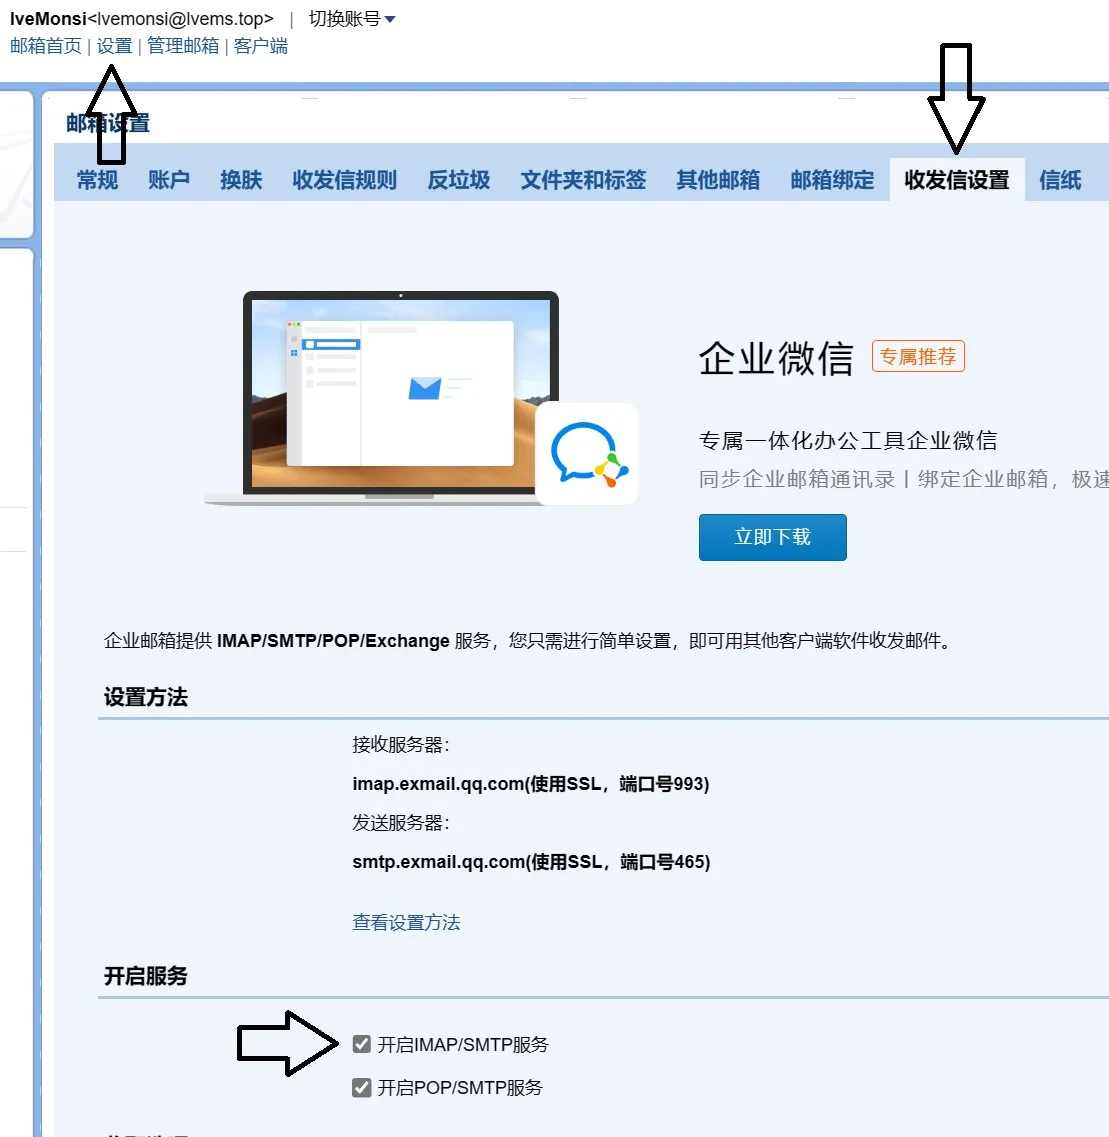 lveMonsi<lvemonsi@lvems.top> | 切换账号
邮箱首页 | 设置 | 管理邮箱 | 客户端
邮箱设置
常规 账户 换肤 收发信规则 反垃圾 文件夹和标签 其他邮箱 邮箱绑定 收发信设置 信纸
企业微信 专属推荐
专属一体化办公工具企业微信
同步企业邮箱通讯录丨绑定企业邮箱，极速
立即下载
企业邮箱提供 IMAP/SMTP/POP/Exchange 服务，您只需进行简单设置，即可用其他客户端软件收发邮件。
设置方法
接收服务器：
imap.exmail.qq.com(使用SSL，端口号993)
发送服务器：
smtp.exmail.qq.com(使用SSL，端口号465)
查看设置方法
开启服务
开启IMAP/SMTP服务
开启POP/SMTP服务